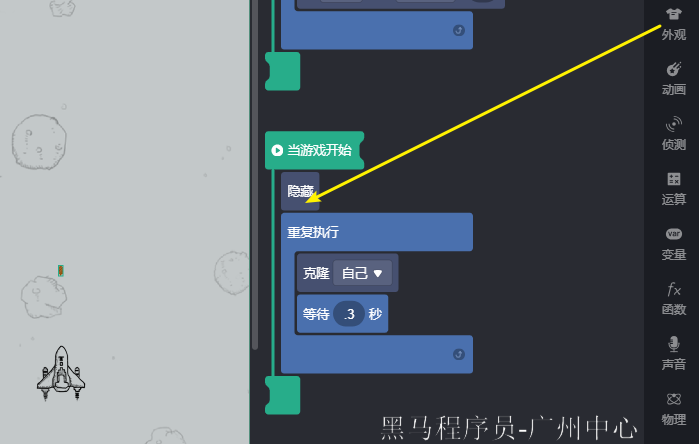 外观
动画
当游戏开始
侦测
隐藏
运算
重复执行
var
变量
克隆 自己
fx
等待 .3 秒
函数
声音
物理
黑马程序员-广州中心